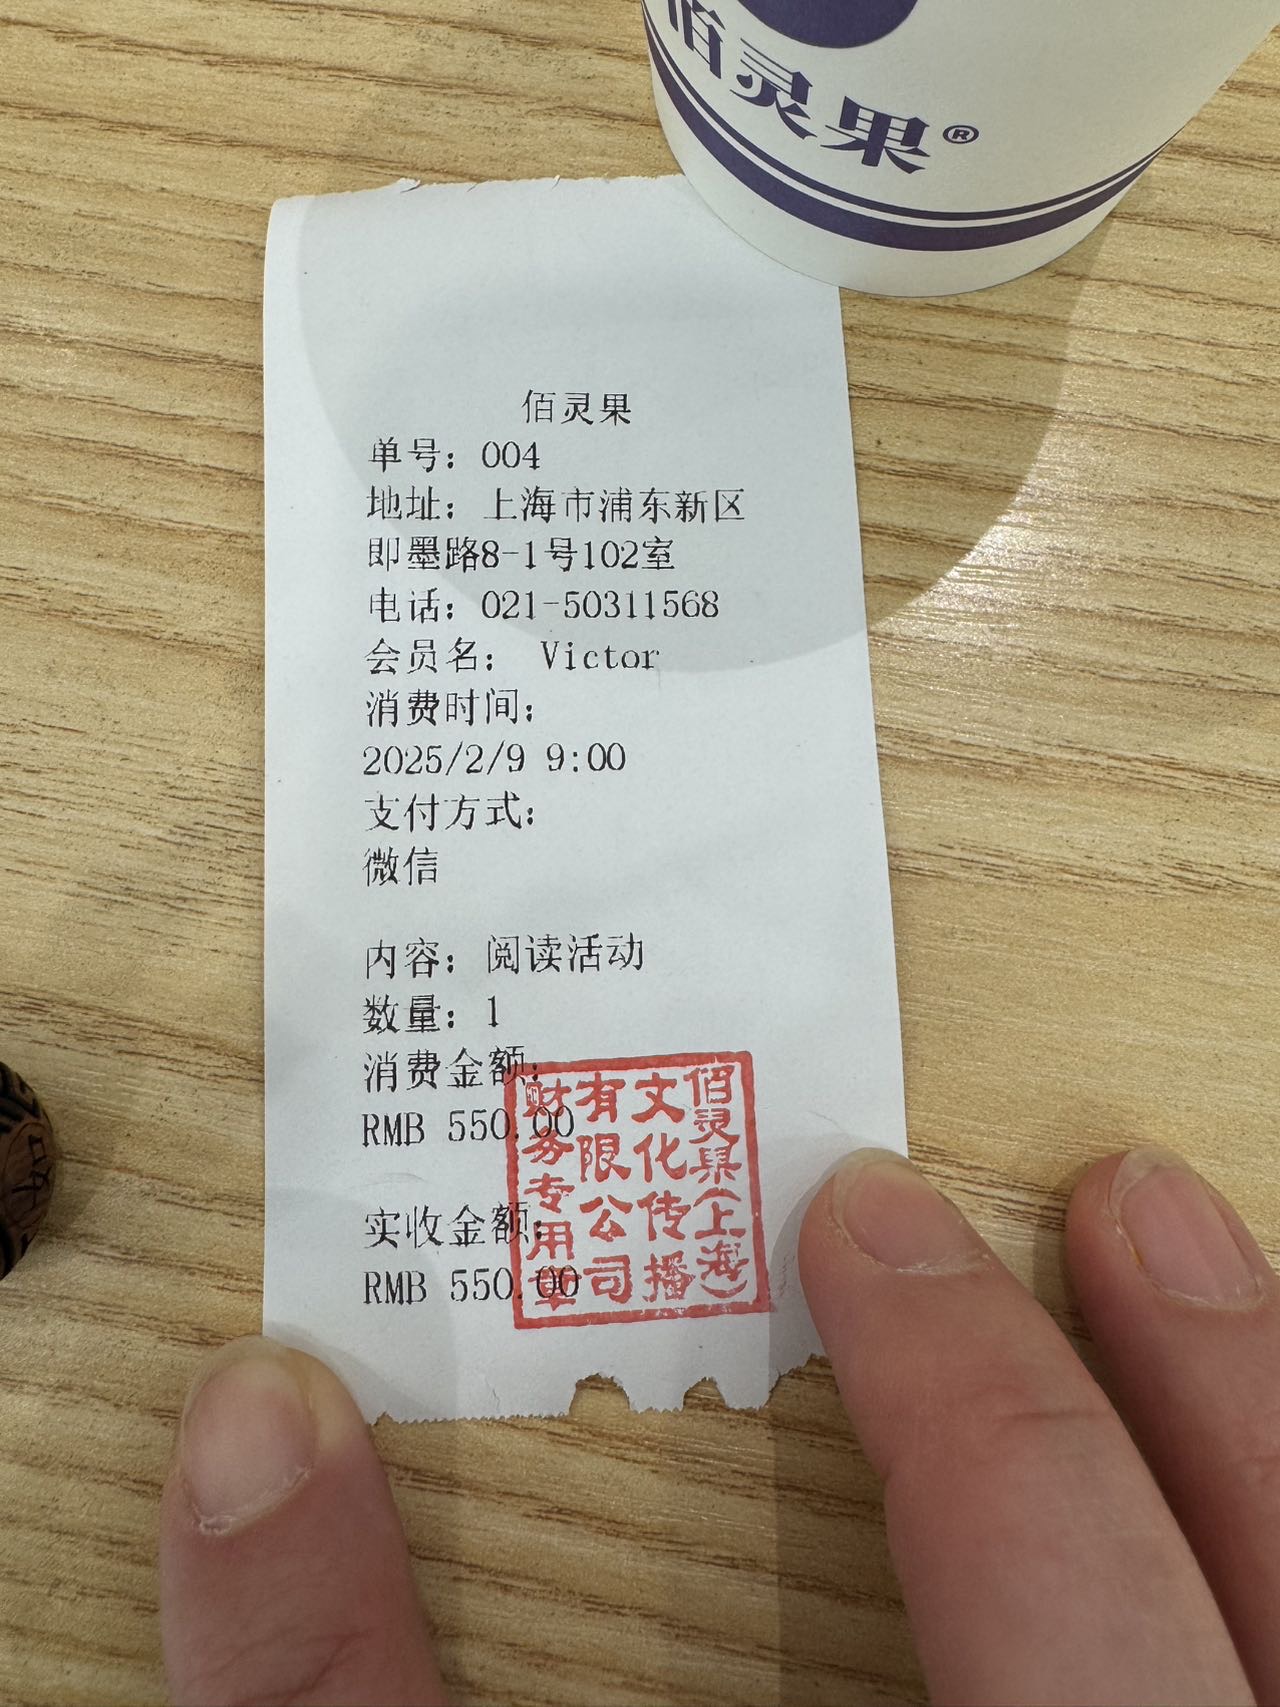 佰灵果®
佰灵果
单号：004
地址：上海市浦东新区
即墨路8-1号102室
电话：021-50311568
会员名： Victor
消费时间：
2025/2/9 9:00
支付方式：
微信
内容：阅读活动
数量：1
消费金额：
RMB 550.00
实收金额：
RMB 550.00
佰灵果(上海)
文化传播
有限公司
财务专用章